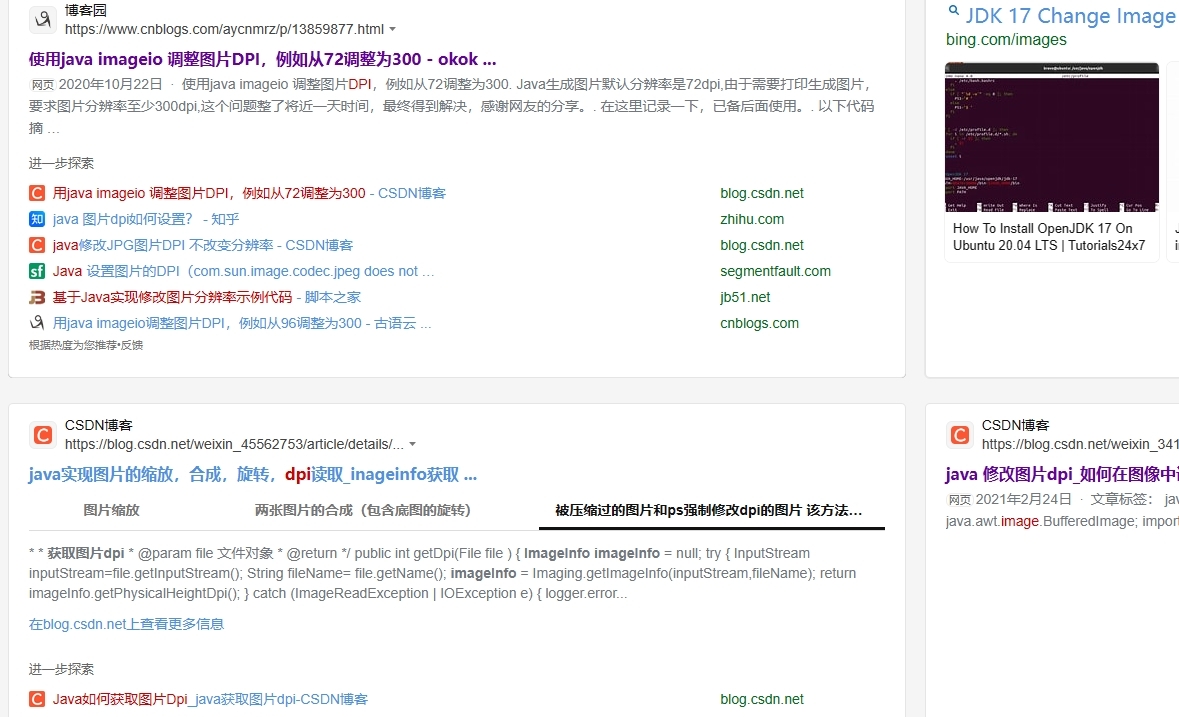 博客园
https://www.cnblogs.com/aycnmrz/p/13859877.html
使用java imageio 调整图片DPI，例如从72调整为300 - okok ...
网页 2020年10月22日 · 使用java imageio 调整图片DPI，例如从72调整为300. Java生成图片默认分辨率是72dpi,由于需要打印生成图片，
要求图片分辨率至少300dpi,这个问题整了将近一天时间，最终得到解决，感谢网友的分享。. 在这里记录一下，已备后面使用。. 以下代码
摘 ...
进一步探索
用java imageio 调整图片DPI，例如从72调整为300 - CSDN博客 blog.csdn.net
知 java 图片dpi如何设置？ - 知乎 zhihu.com
java修改JPG图片DPI 不改变分辨率 - CSDN博客 blog.csdn.net
sf Java 设置图片的DPI（com.sun.image.codec.jpeg does not ... segmentfault.com
基于Java实现修改图片分辨率示例代码 - 脚本之家 jb51.net
用java imageio调整图片DPI，例如从96调整为300 - 古语云 ... cnblogs.com
根据热度为您推荐•反馈
JDK 17 Change Image
bing.com/images
How To Install OpenJDK 17 On
Ubuntu 20.04 LTS | Tutorials24x7
CSDN博客
https://blog.csdn.net/weixin_45562753/article/details/...
java实现图片的缩放，合成，旋转，dpi读取_inageinfo获取 ...
图片缩放 两张图片的合成（包含底图的旋转） 被压缩过的图片和ps强制修改dpi的图片 该方法...
* * 获取图片dpi * @param file 文件对象 * @return */ public int getDpi(File file ) { ImageInfo imageInfo = null; try { InputStream
inputStream=file.getInputStream(); String fileName= file.getName(); imageInfo = Imaging.getImageInfo(inputStream,fileName); return
imageInfo.getPhysicalHeightDpi(); } catch (ImageReadException | IOException e) { logger.error...
在blog.csdn.net上查看更多信息
进一步探索
Java如何获取图片Dpi_java获取图片dpi-CSDN博客 blog.csdn.net
CSDN博客
https://blog.csdn.net/weixin_341
java 修改图片dpi_如何在图像中
网页 2021年2月24日 · 文章标签： jav
java.awt.image.BufferedImage; import